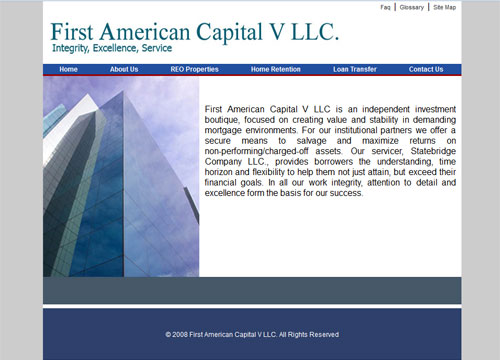 Faq | Glossary | Site Map
First American Capital V LLC.
Integrity, Excellence, Service
Home About Us REO Properties Home Retention Loan Transfer Contact Us
First American Capital V LLC is an independent investment
boutique, focused on creating value and stability in demanding
mortgage environments. For our institutional partners we offer a
secure means to salvage and maximize returns on
non-performing/charged-off assets. Our servicer, Statebridge
Company LLC., provides borrowers the understanding, time
horizon and flexibility to help them not just attain, but exceed their
financial goals. In all our work integrity, attention to detail and
excellence form the basis for our success.
© 2008 First American Capital V LLC. All Rights Reserved